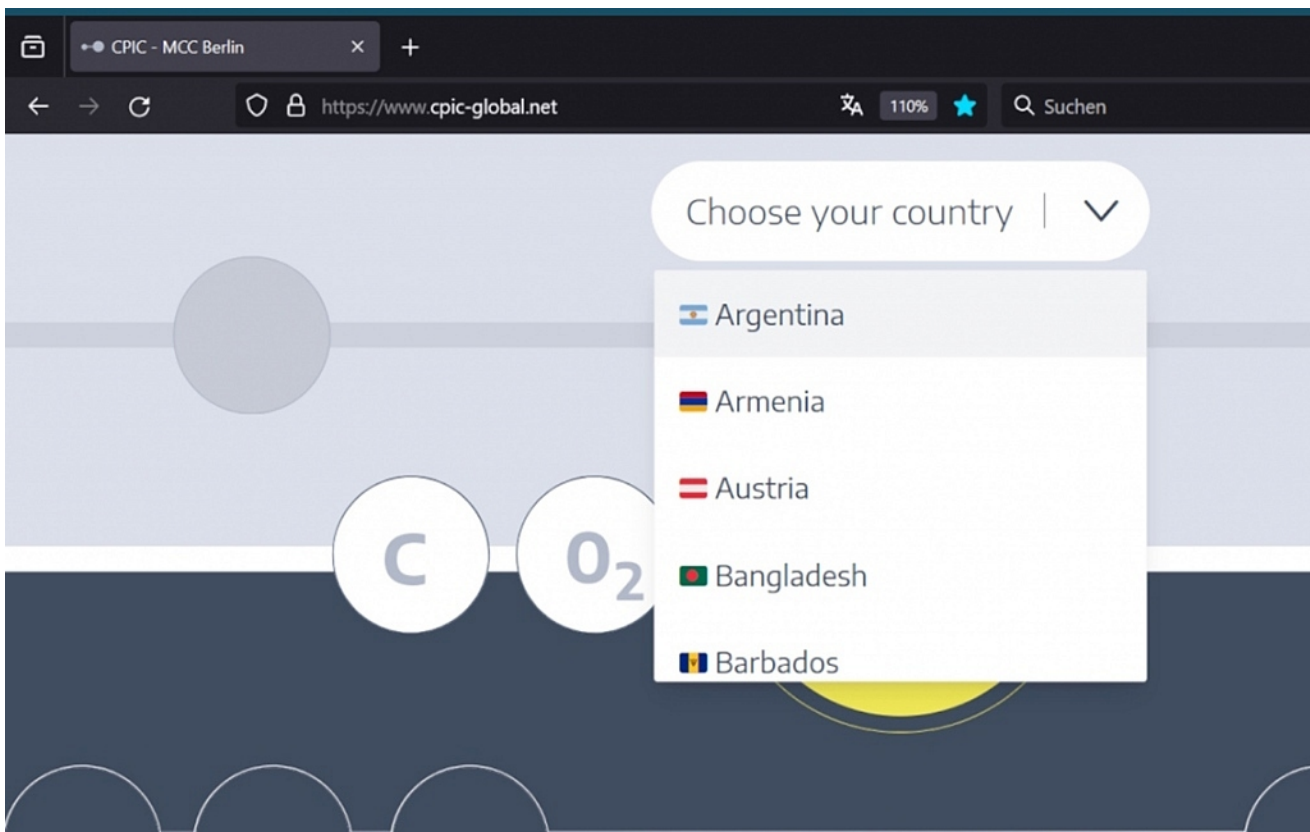 CPIC - MCC Berlin
https://www.cpic-global.net
110%
Suchen
Choose your country
Argentina
Armenia
Austria
Bangladesh
Barbados
C O₂